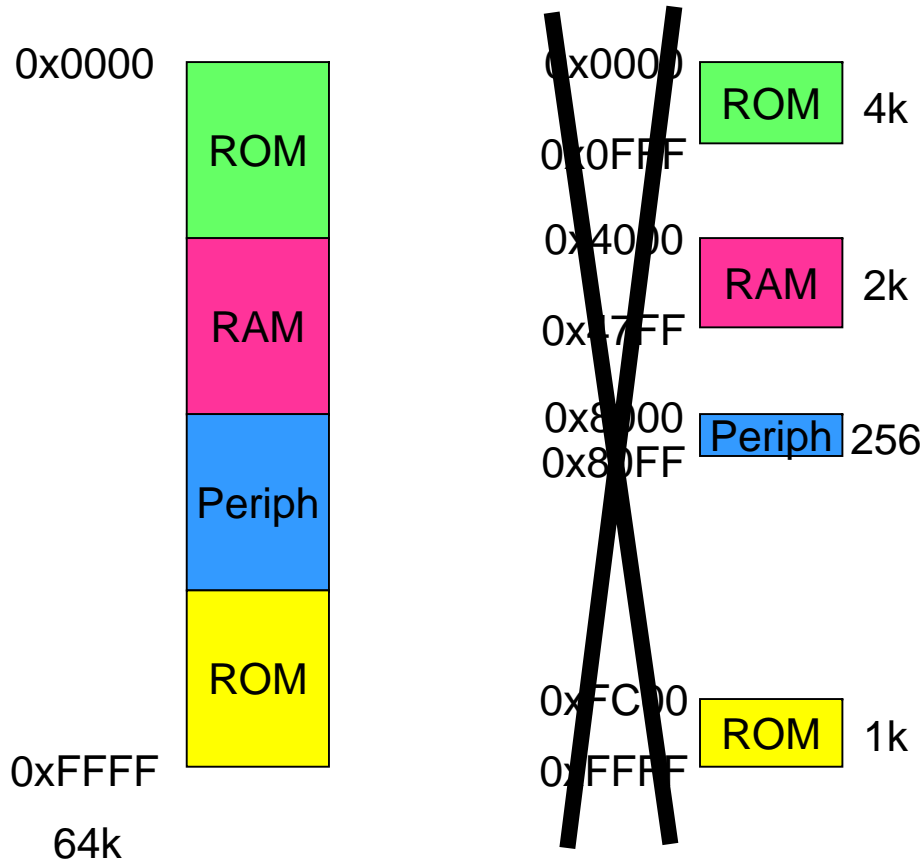 0x0000
ROM
RAM
Periph
ROM
0xFFFF
64k
0x0000
ROM
4k
0x0FFF
0x4000
RAM
2k
0x47FF
0x8000
Periph
256
0x80FF
0xFC00
ROM
1k
0xFFFF